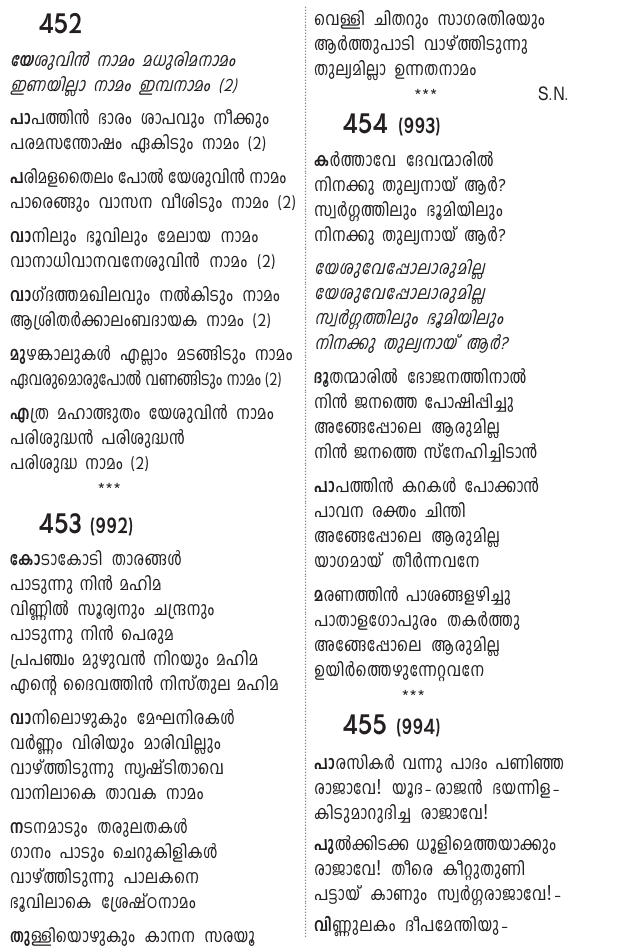 452
യേശുവിൻ നാമം മധുരിമനാമം
ഇണയില്ലാ നാമം ഇമ്പനാമം (2)
പാപത്തിൻ ഭാരം ശാപവും നീക്കും
പരമസന്തോഷം ഏകിടും നാമം (2)
പരിമളതൈലം പോൽ യേശുവിൻ നാമം
പാരെങ്ങും വാസന വീശിടും നാമം (2)
വാനിലും ഭൂവിലും മേലായ നാമം
വാനാധിവാനവനേശുവിൻ നാമം (2)
വാഗ്ദത്തമഖിലവും നൽകിടും നാമം
ആശ്രിതർക്കാലംബദായക നാമം (2)
മുഴങ്കാലുകൾ എല്ലാം മടങ്ങിടും നാമം
ഏവരുമൊരുപോൽ വണങ്ങിടും നാമം (2)
എത്ര മഹാത്ഭുതം യേശുവിൻ നാമം
പരിശുദ്ധൻ പരിശുദ്ധൻ
പരിശുദ്ധ നാമം (2)
***
453 (992)
കോടാകോടി താരങ്ങൾ
പാടുന്നു നിൻ മഹിമ
വിണ്ണിൽ സൂര്യനും ചന്ദ്രനും
പാടുന്നു നിൻ പെരുമ
പ്രപഞ്ചം മുഴുവൻ നിറയും മഹിമ
എന്റെ ദൈവത്തിൻ നിസ്തുല മഹിമ
വാനിലൊഴുകും മേഘനിരകൾ
വർണ്ണം വിരിയും മാരിവില്ലും
വാഴ്ത്തിടുന്നു സൃഷ്ടിതാവെ
വാനിലാകെ താവക നാമം
നടനമാടും തരുലതകൾ
ഗാനം പാടും ചെറുകിളികൾ
വാഴ്ത്തിടുന്നു പാലകനെ
ഭൂവിലാകെ ശ്രേഷ്ഠനാമം
തുള്ളിയൊഴുകും കാനന സരയൂ
വെള്ളി ചിതറും സാഗരതിരയും
ആർത്തുപാടി വാഴ്ത്തിടുന്നു
തുല്യമില്ലാ ഉന്നതനാമം
*** S.N.
454 (993)
കർത്താവേ ദേവന്മാരിൽ
നിനക്കു തുല്യനായ് ആർ?
സ്വർഗ്ഗത്തിലും ഭൂമിയിലും
നിനക്കു തുല്യനായ് ആർ?
യേശുവേപ്പോലാരുമില്ല
യേശുവേപ്പോലാരുമില്ല
സ്വർഗ്ഗത്തിലും ഭൂമിയിലും
നിനക്കു തുല്യനായ് ആർ?
ദൂതന്മാരിൽ ഭോജനത്തിനാൽ
നിൻ ജനത്തെ പോഷിപ്പിച്ചു
അങ്ങേപ്പോലെ ആരുമില്ല
നിൻ ജനത്തെ സ്നേഹിച്ചിടാൻ
പാപത്തിൻ കറകൾ പോക്കാൻ
പാവന രക്തം ചിന്തി
അങ്ങേപ്പോലെ ആരുമില്ല
യാഗമായ് തീർന്നവനേ
മരണത്തിൻ പാശങ്ങളഴിച്ചു
പാതാളഗോപുരം തകർത്തു
അങ്ങേപ്പോലെ ആരുമില്ല
ഉയിർത്തെഴുന്നേറ്റവനേ
***
455 (994)
പാരസികർ വന്നു പാദം പണിഞ്ഞ
രാജാവേ! യൂദ-രാജൻ ഭയന്നിള-
കിടുമാറുദിച്ച രാജാവേ!
പുൽക്കിടക്ക ധൂളിമെത്തയാക്കും
രാജാവേ! തീരെ കീറ്റുതുണി
പട്ടായ് കാണും സ്വർഗ്ഗരാജാവേ!-
വിണ്ണുലകം ദീപമേന്തിയു-